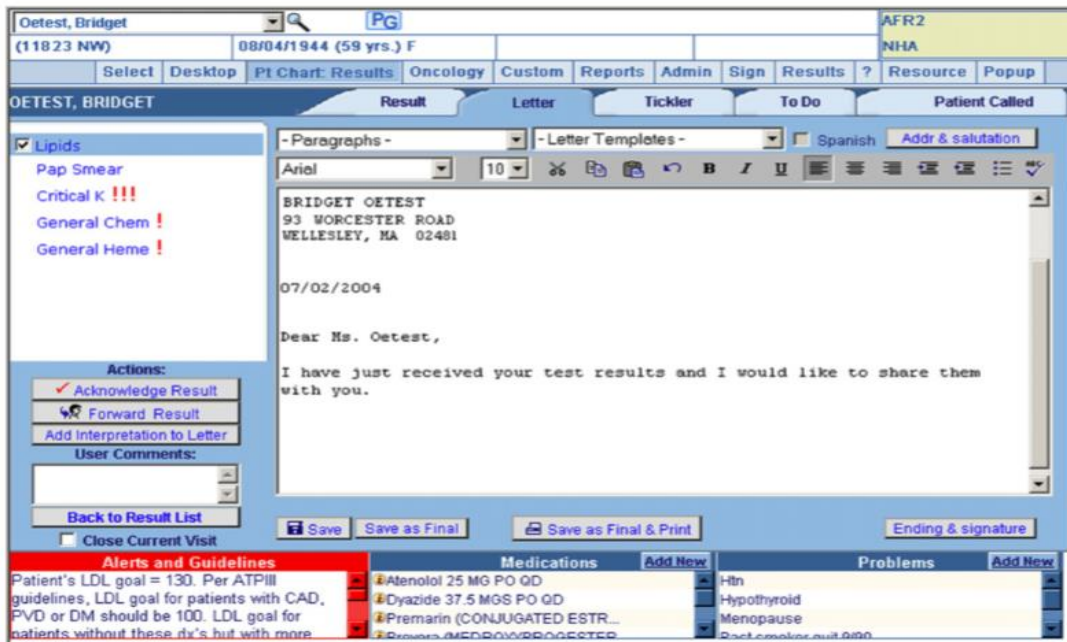 Oetest, Bridget PG AFR2
(11823 NW) 08/04/1944 (59 yrs.) F NHA
Select Desktop Pt Chart: Results Oncology Custom Reports Admin Sign Results ? Resource Popup
OETEST, BRIDGET Result Letter Tickler To Do Patient Called
Lipids
Pap Smear
Critical K !!!
General Chem !
General Heme !
Actions:
Acknowledge Result
Forward Result
Add Interpretation to Letter
User Comments:
Back to Result List
Close Current Visit
- Paragraphs - - Letter Templates - Spanish Addr & salutation
Arial 10 B I U
BRIDGET OETEST
93 WORCESTER ROAD
WELLESLEY, MA 02481
07/02/2004
Dear Ms. Oetest,
I have just received your test results and I would like to share them
with you.
Save Save as Final Save as Final & Print Ending & signature
Alerts and Guidelines
Patient's LDL goal = 130. Per ATPIII
guidelines, LDL goal for patients with CAD,
PVD or DM should be 100. LDL goal for
patients without these dx's but with more
Medications Add New
Atenolol 25 MG PO QD
Dyazide 37.5 MGS PO QD
Premarin (CONJUGATED ESTR...
Problems Add New
Htn
Hypothyroid
Menopause
Past smoker quit 9/90